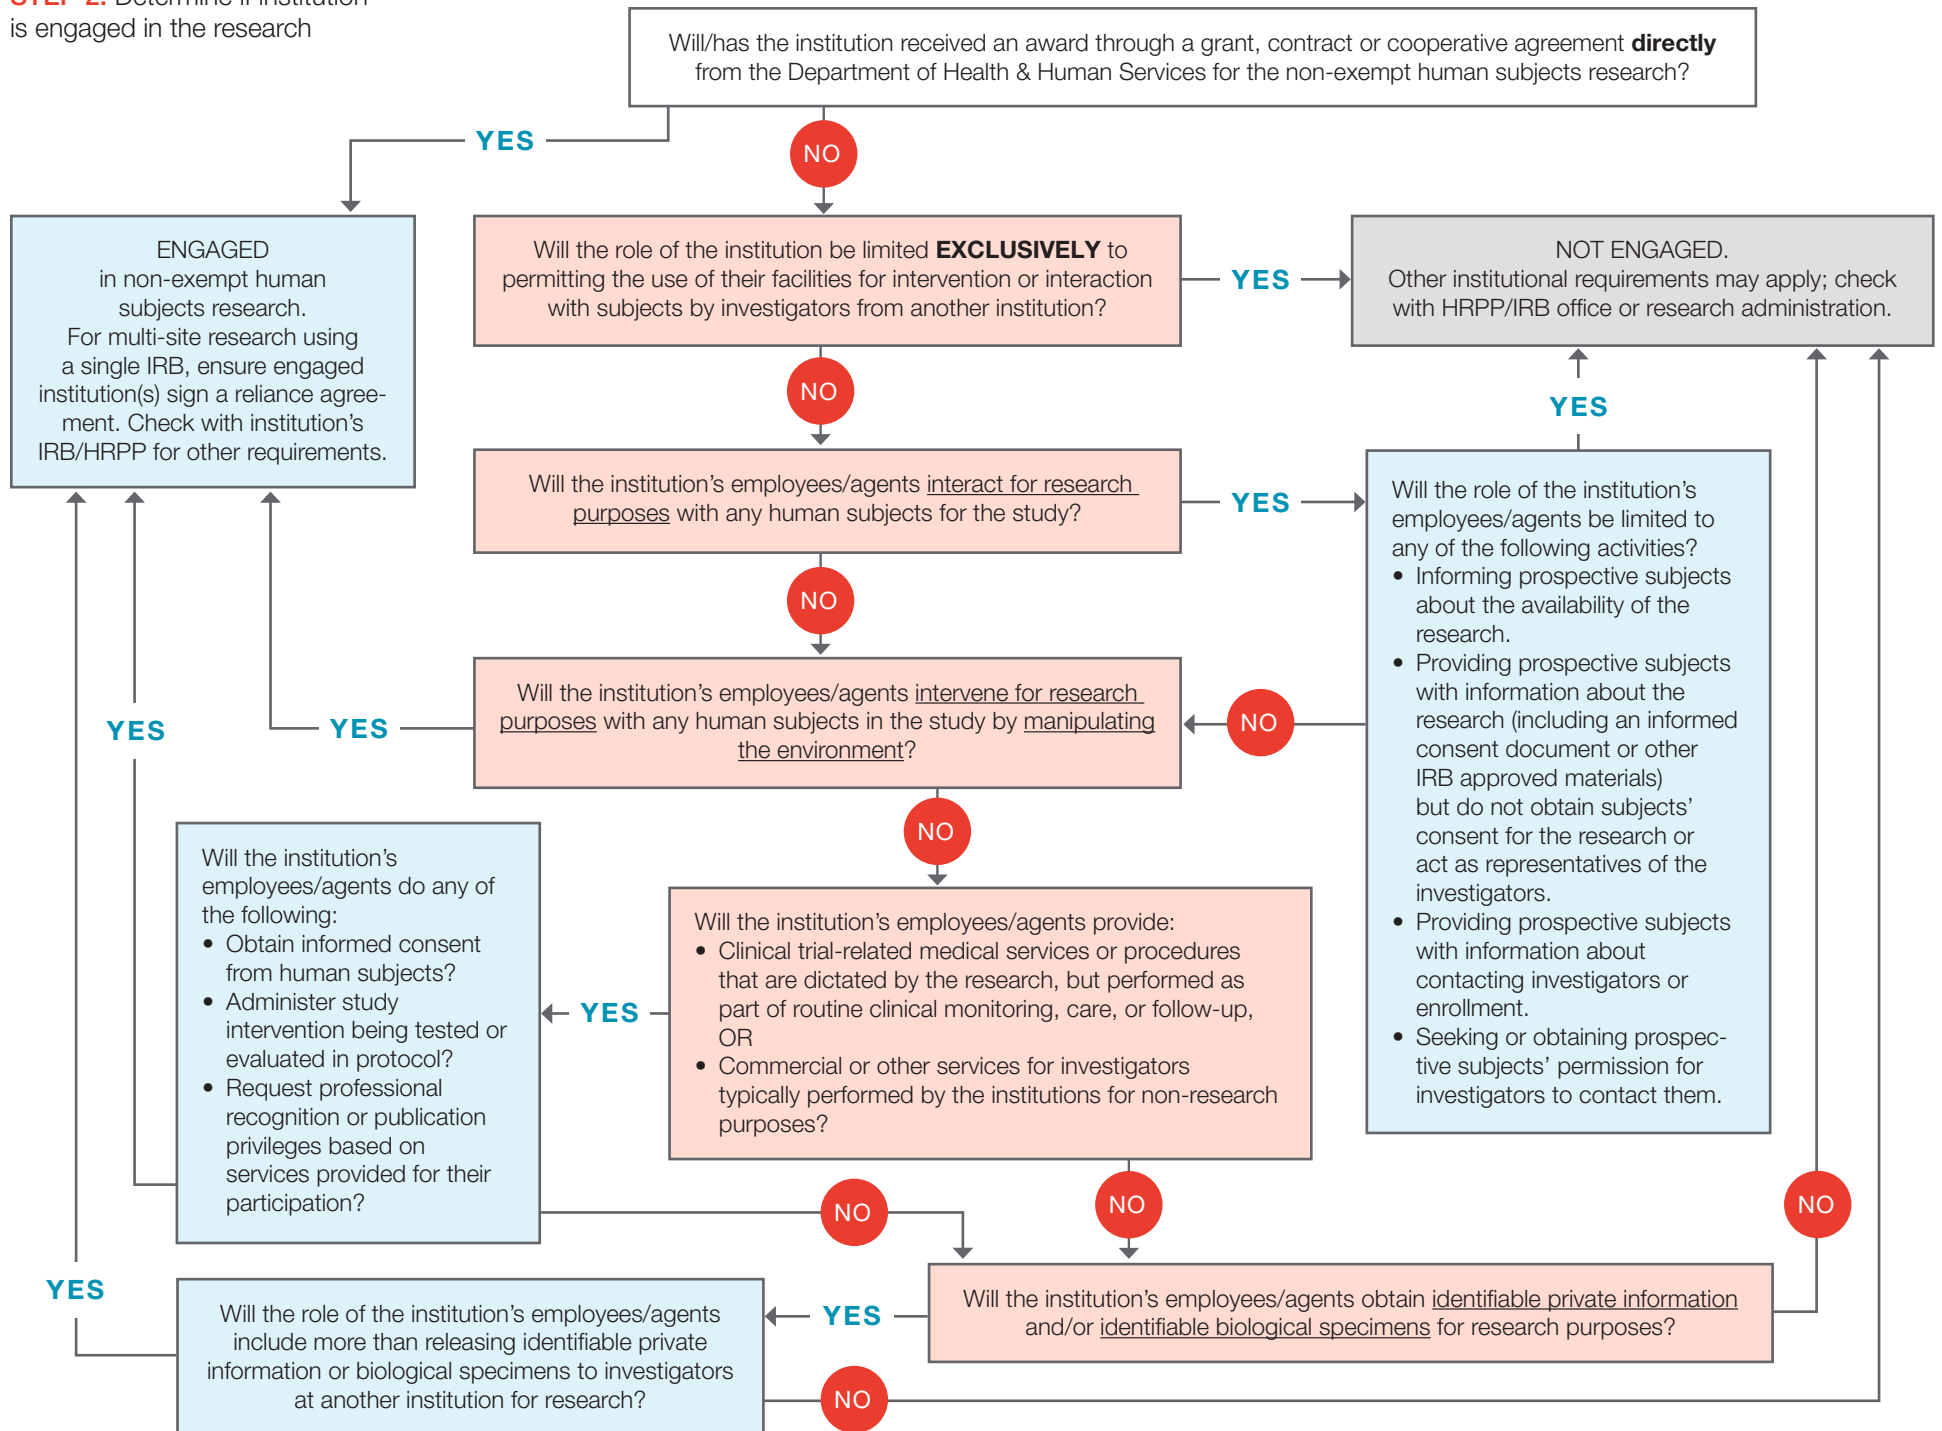 STEP 2: Determine if institution
is engaged in the research
Will/has the institution received an award through a grant, contract or cooperative agreement directly
from the Department of Health & Human Services for the non-exempt human subjects research?
YES
NO
ENGAGED
in non-exempt human
subjects research.
For multi-site research using
a single IRB, ensure engaged
institution(s) sign a reliance agree-
ment. Check with institution's
IRB/HRPP for other requirements.
Will the role of the institution be limited EXCLUSIVELY to
permitting the use of their facilities for intervention or interaction
with subjects by investigators from another institution?
YES
NOT ENGAGED.
Other institutional requirements may apply; check
with HRPP/IRB office or research administration.
NO
YES
Will the institution's employees/agents interact for research
purposes with any human subjects for the study?
YES
Will the role of the institution's
employees/agents be limited to
any of the following activities?
• Informing prospective subjects
about the availability of the
research.
• Providing prospective subjects
with information about the
research (including an informed
consent document or other
IRB approved materials)
but do not obtain subjects'
consent for the research or
act as representatives of the
investigators.
• Providing prospective subjects
with information about
contacting investigators or
enrollment.
• Seeking or obtaining prospec-
tive subjects' permission for
investigators to contact them.
NO
Will the institution's employees/agents intervene for research
purposes with any human subjects in the study by manipulating
the environment?
NO
YES
YES
NO
Will the institution's
employees/agents do any of
the following:
• Obtain informed consent
from human subjects?
• Administer study
intervention being tested or
evaluated in protocol?
• Request professional
recognition or publication
privileges based on
services provided for their
participation?
YES
Will the institution's employees/agents provide:
• Clinical trial-related medical services or procedures
that are dictated by the research, but performed as
part of routine clinical monitoring, care, or follow-up,
OR
• Commercial or other services for investigators
typically performed by the institutions for non-research
purposes?
NO
NO
NO
YES
Will the role of the institution's employees/agents
include more than releasing identifiable private
information or biological specimens to investigators
at another institution for research?
YES
Will the institution's employees/agents obtain identifiable private information
and/or identifiable biological specimens for research purposes?
NO